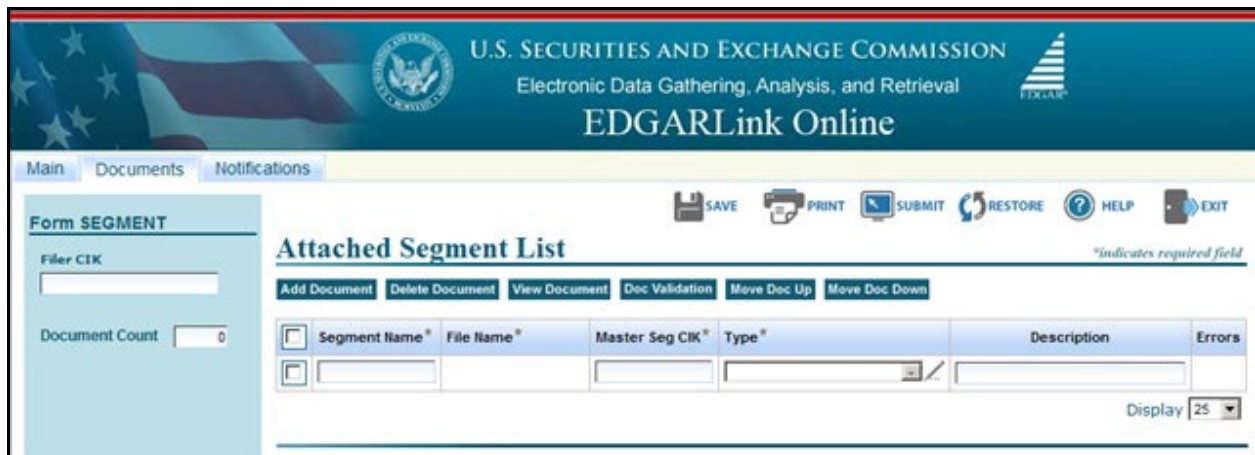 U.S. SECURITIES AND EXCHANGE COMMISSION
Electronic Data Gathering, Analysis, and Retrieval
EDGAR®
EDGARLink Online
Main Documents Notifications
SAVE PRINT SUBMIT RESTORE HELP EXIT
Form SEGMENT
Filer CIK
Document Count 0
Attached Segment List
*indicates required field
Add Document Delete Document View Document Doc Validation Move Doc Up Move Doc Down
Segment Name* File Name* Master Seg CIK* Type* Description Errors
Display 25